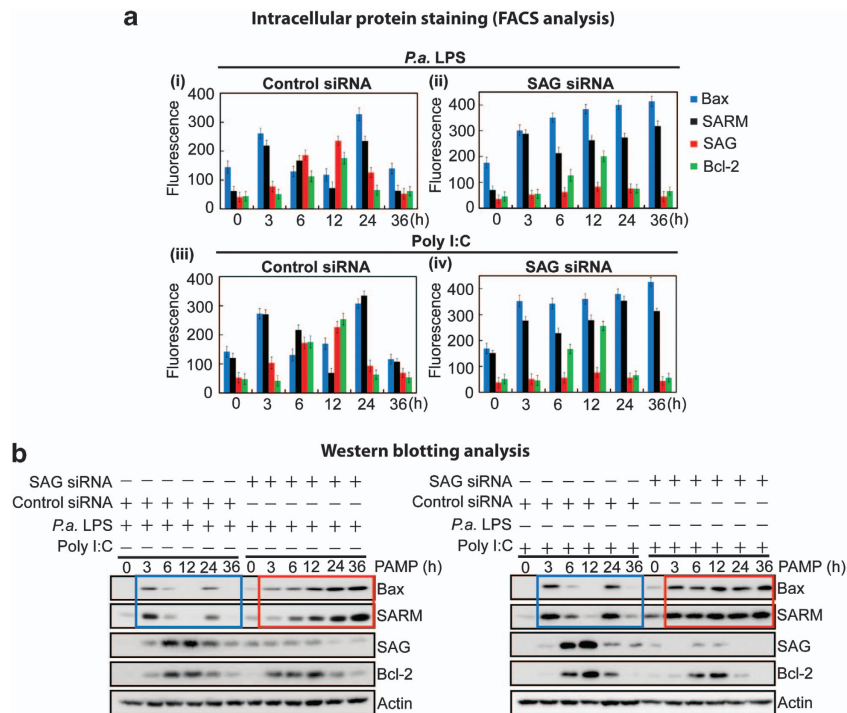 a
Intracellular protein staining (FACS analysis)
P.a. LPS
(i) Control siRNA
(ii) SAG siRNA
400
300
200
100
0
Fluorescence
0 3 6 12 24 36(h)
400
300
200
100
0
Fluorescence
0 3 6 12 24 36(h)
Bax
SARM
SAG
Bcl-2
Poly I:C
(iii) Control siRNA
(iv) SAG siRNA
400
300
200
100
0
Fluorescence
0 3 6 12 24 36(h)
400
300
200
100
0
Fluorescence
0 3 6 12 24 36(h)
b
Western blotting analysis
SAG siRNA − − − − − − + + + + + +
Control siRNA + + + + + + − − − − − −
P.a. LPS + + + + + + + + + + + +
Poly I:C − − − − − − − − − − − −
0 3 6 12 24 36 0 3 6 12 24 36 PAMP (h)
Bax
SARM
SAG
Bcl-2
Actin
SAG siRNA − − − − − − + + + + + +
Control siRNA + + + + + + − − − − − −
P.a. LPS − − − − − − − − − − − −
Poly I:C + + + + + + + + + + + +
0 3 6 12 24 36 0 3 6 12 24 36 PAMP (h)
Bax
SARM
SAG
Bcl-2
Actin